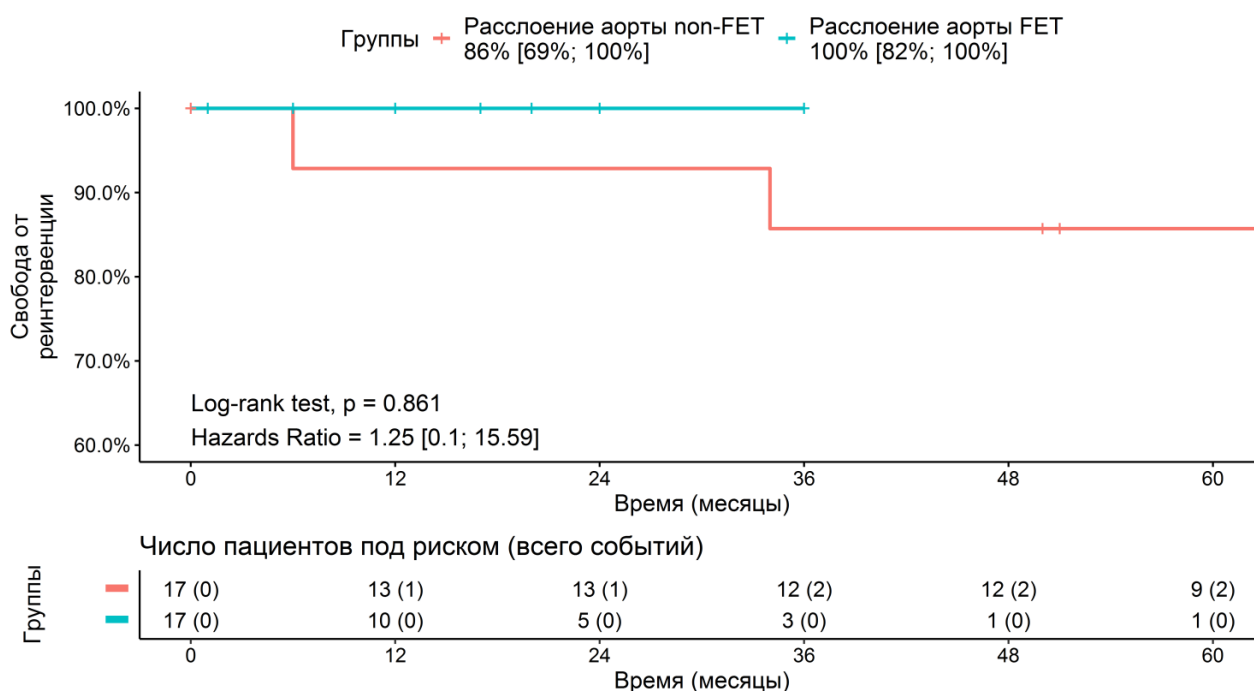 Группы
Расслоение аорты non-FET
86% [69%; 100%]
Расслоение аорты FET
100% [82%; 100%]
Свобода от
реинтервенции
100.0%
90.0%
80.0%
70.0%
60.0%
Log-rank test, p = 0.861
Hazards Ratio = 1.25 [0.1; 15.59]
0 12 24 36 48 60
Время (месяцы)
Число пациентов под риском (всего событий)
Группы
17 (0) 13 (1) 13 (1) 12 (2) 12 (2) 9 (2)
17 (0) 10 (0) 5 (0) 3 (0) 1 (0) 1 (0)
0 12 24 36 48 60
Время (месяцы)